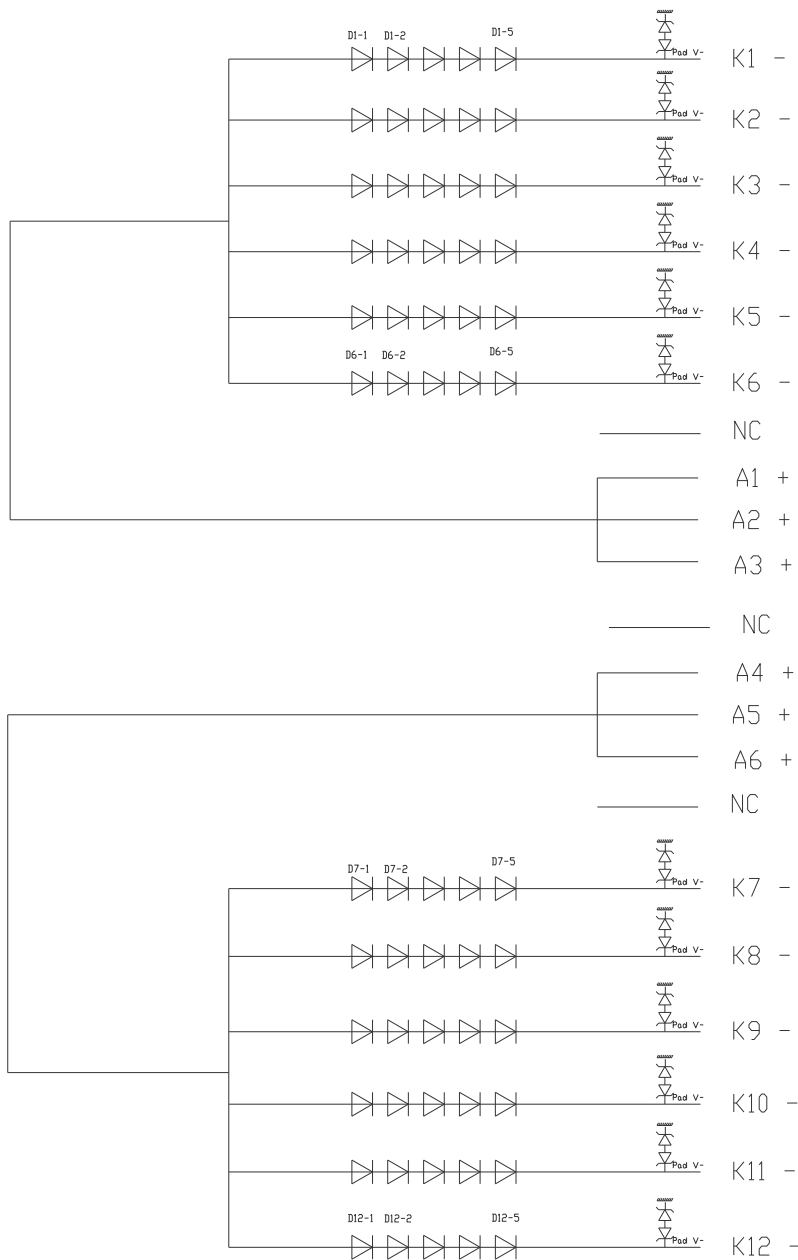 D1-1 D1-2 D1-5
Pad V- K1 -
Pad V- K2 -
Pad V- K3 -
Pad V- K4 -
Pad V- K5 -
D6-1 D6-2 D6-5
Pad V- K6 -
NC
A1 +
A2 +
A3 +
NC
A4 +
A5 +
A6 +
NC
D7-1 D7-2 D7-5
Pad V- K7 -
Pad V- K8 -
Pad V- K9 -
Pad V- K10 -
Pad V- K11 -
D12-1 D12-2 D12-5
Pad V- K12 -